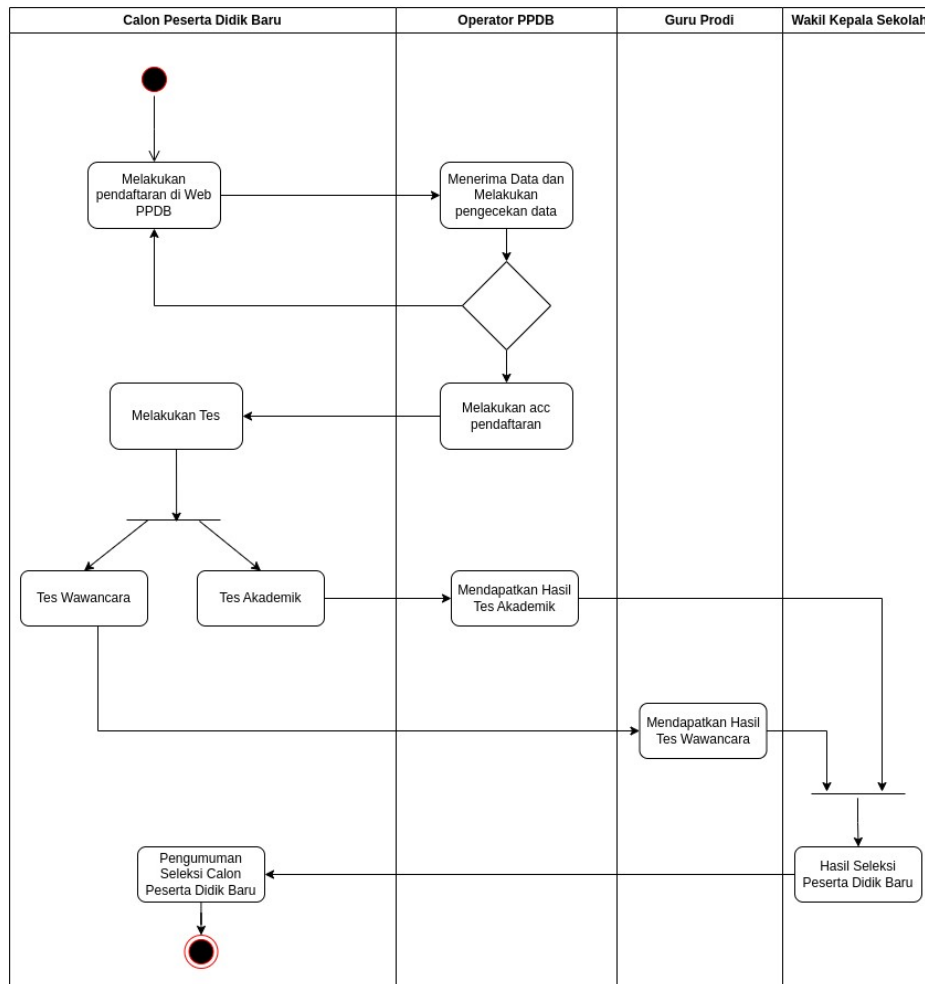 Calon Peserta Didik Baru
Operator PPDB
Guru Prodi
Wakil Kepala Sekolah
Melakukan
pendaftaran di Web
PPDB
Menerima Data dan
Melakukan
pengecekan data
Melakukan acc
pendaftaran
Melakukan Tes
Tes Wawancara
Tes Akademik
Mendapatkan Hasil
Tes Akademik
Mendapatkan Hasil
Tes Wawancara
Hasil Seleksi
Peserta Didik Baru
Pengumuman
Seleksi Calon
Peserta Didik Baru